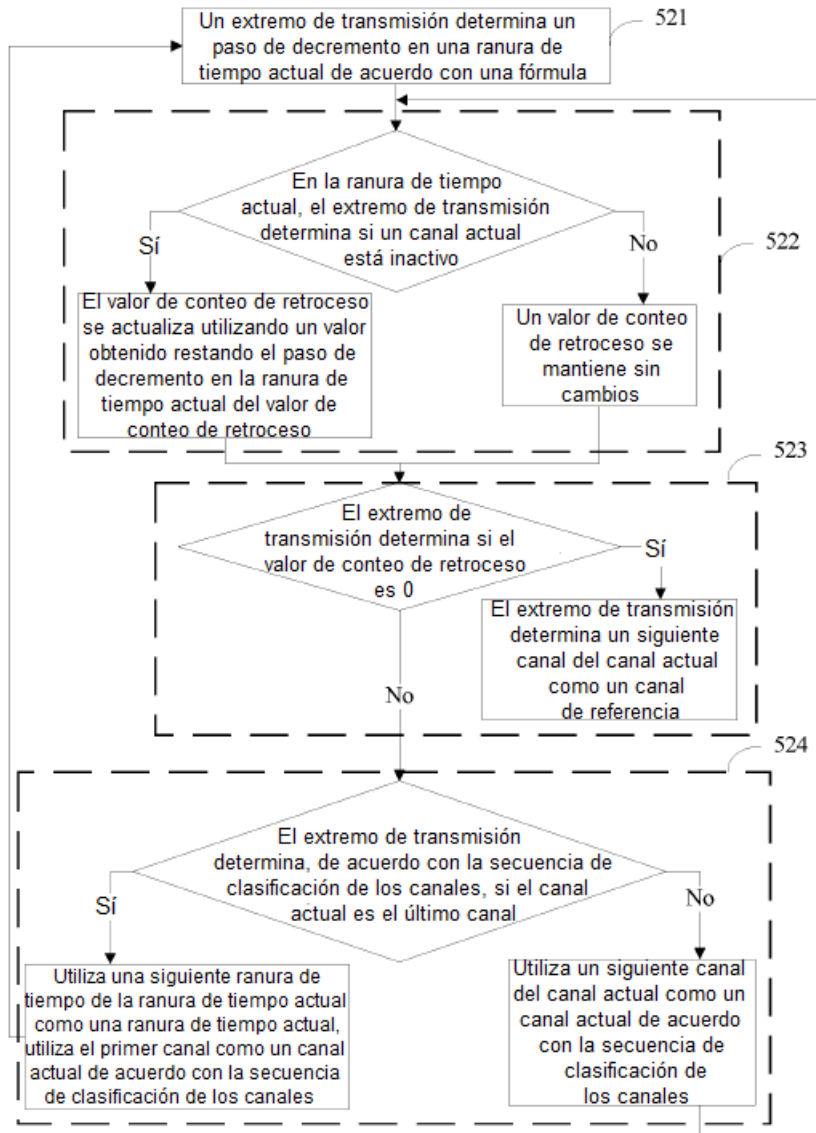 Un extremo de transmisión determina un
paso de decremento en una ranura de
tiempo actual de acuerdo con una fórmula
521
En la ranura de tiempo
actual, el extremo de transmisión
determina si un canal actual
está inactivo
Sí
No
522
El valor de conteo de retroceso
se actualiza utilizando un valor
obtenido restando el paso de
decremento en la ranura de
tiempo actual del valor de
conteo de retroceso
Un valor de conteo
de retroceso se
mantiene sin
cambios
523
El extremo de
transmisión determina si el
valor de conteo de retroceso
es 0
Sí
El extremo de transmisión
determina un siguiente
canal del canal actual
como un canal
de referencia
No
524
El extremo de transmisión
determina, de acuerdo con la secuencia de
clasificación de los canales, si el canal
actual es el último canal
Sí
No
Utiliza una siguiente ranura de
tiempo de la ranura de tiempo actual
como una ranura de tiempo actual,
utiliza el primer canal como un canal
actual de acuerdo con la secuencia
de clasificación de los canales
Utiliza un siguiente canal
del canal actual como un
canal actual de acuerdo
con la secuencia de
clasificación de
los canales